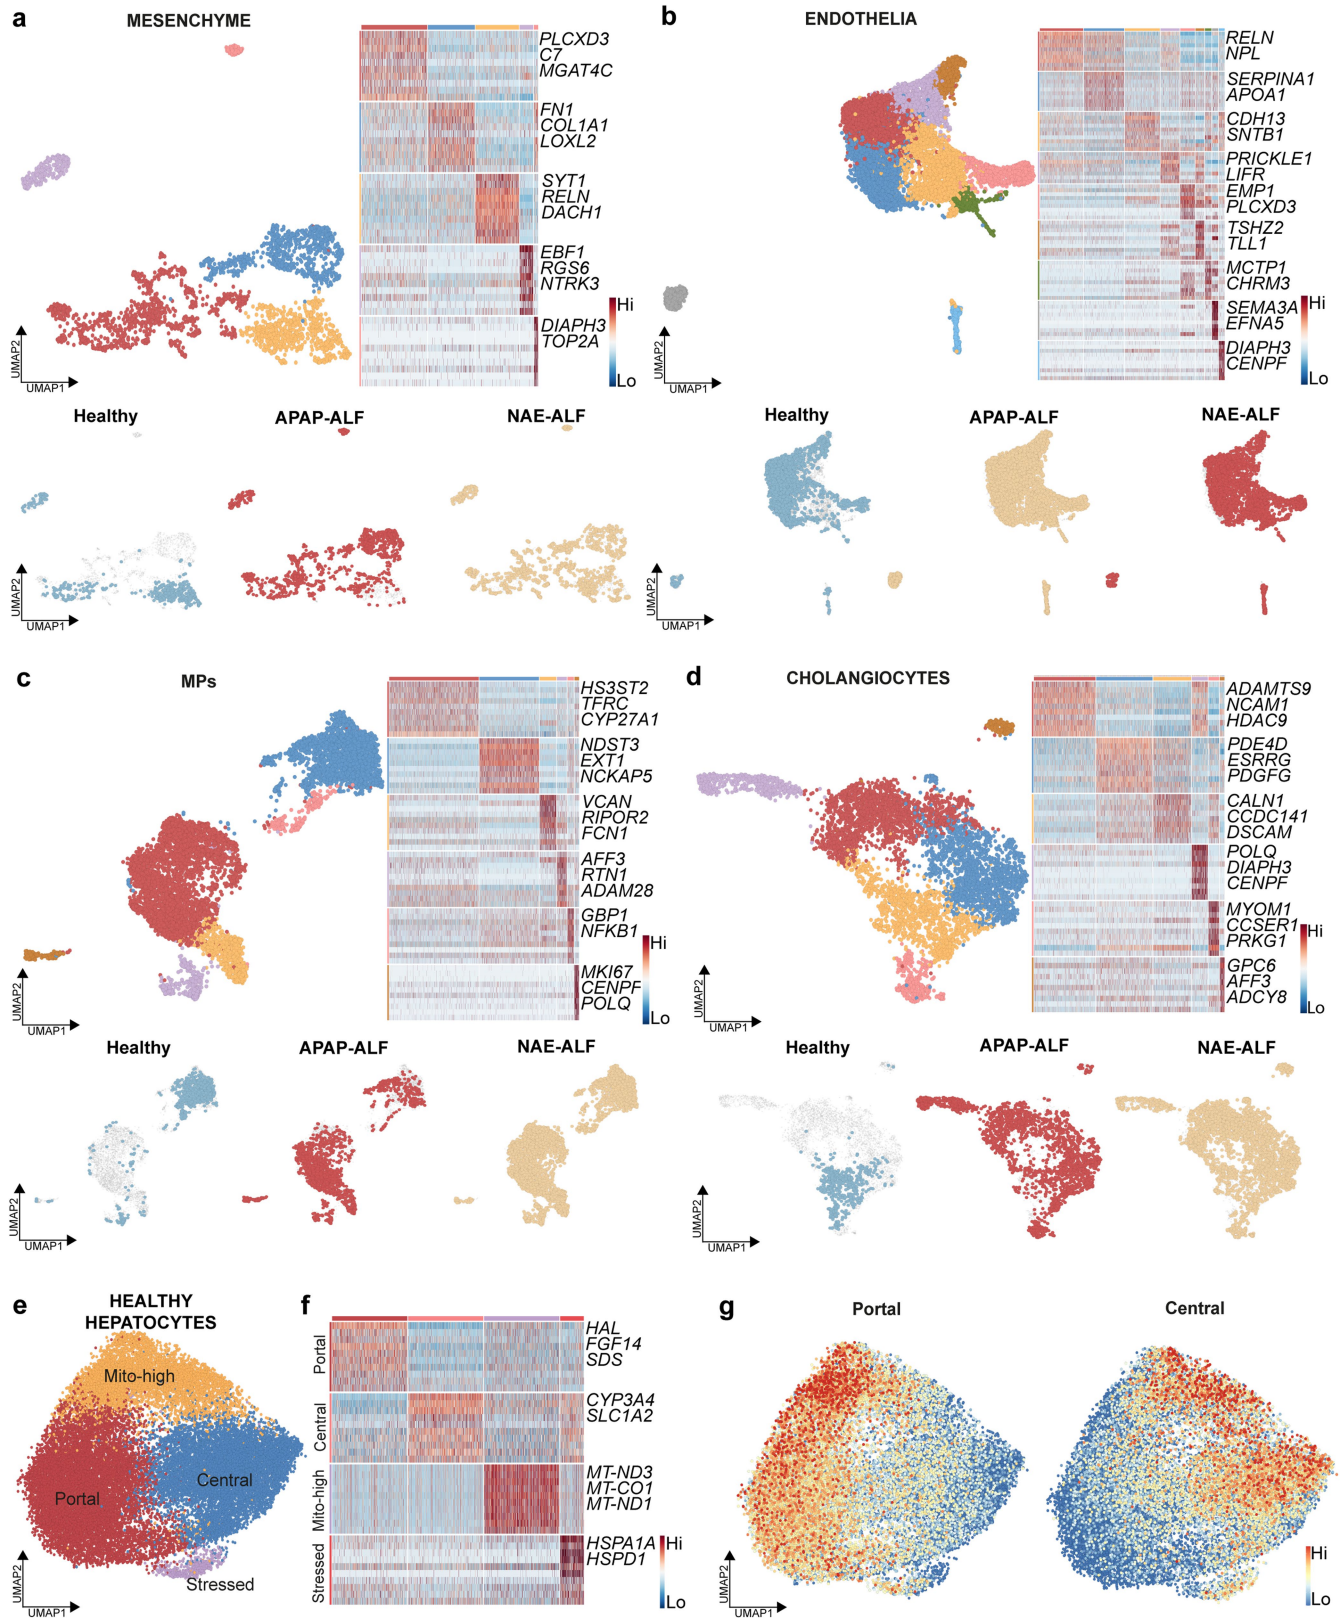 a
MESENCHYME
PLCXD3
C7
MGAT4C
FN1
COL1A1
LOXL2
SYT1
RELN
DACH1
EBF1
RGS6
NTRK3
DIAPH3
TOP2A
Hi
Lo
UMAP2
UMAP1
Healthy
APAP-ALF
NAE-ALF
UMAP2
UMAP1
b
ENDOTHELIA
RELN
NPL
SERPINA1
APOA1
CDH13
SNTB1
PRICKLE1
LIFR
EMP1
PLCXD3
TSHZ2
TLL1
MCTP1
CHRM3
SEMA3A
EFNA5
DIAPH3
CENPF
Hi
Lo
UMAP2
UMAP1
Healthy
APAP-ALF
NAE-ALF
UMAP2
UMAP1
c
MPs
HS3ST2
TFRC
CYP27A1
NDST3
EXT1
NCKAP5
VCAN
RIPOR2
FCN1
AFF3
RTN1
ADAM28
GBP1
NFKB1
MKI67
CENPF
POLQ
Hi
Lo
UMAP2
UMAP1
Healthy
APAP-ALF
NAE-ALF
UMAP2
UMAP1
d
CHOLANGIOCYTES
ADAMTS9
NCAM1
HDAC9
PDE4D
ESRRG
PDGFG
CALN1
CCDC141
DSCAM
POLQ
DIAPH3
CENPF
MYOM1
CCSER1
PRKG1
GPC6
AFF3
ADCY8
Hi
Lo
UMAP2
UMAP1
Healthy
APAP-ALF
NAE-ALF
UMAP2
UMAP1
e
HEALTHY
HEPATOCYTES
Mito-high
Central
Portal
Stressed
UMAP2
UMAP1
f
Portal
HAL
FGF14
SDS
Central
CYP3A4
SLC1A2
Mito-high
MT-ND3
MT-CO1
MT-ND1
Stressed
HSPA1A
HSPD1
Hi
Lo
g
Portal
Central
Hi
Lo
UMAP2
UMAP1